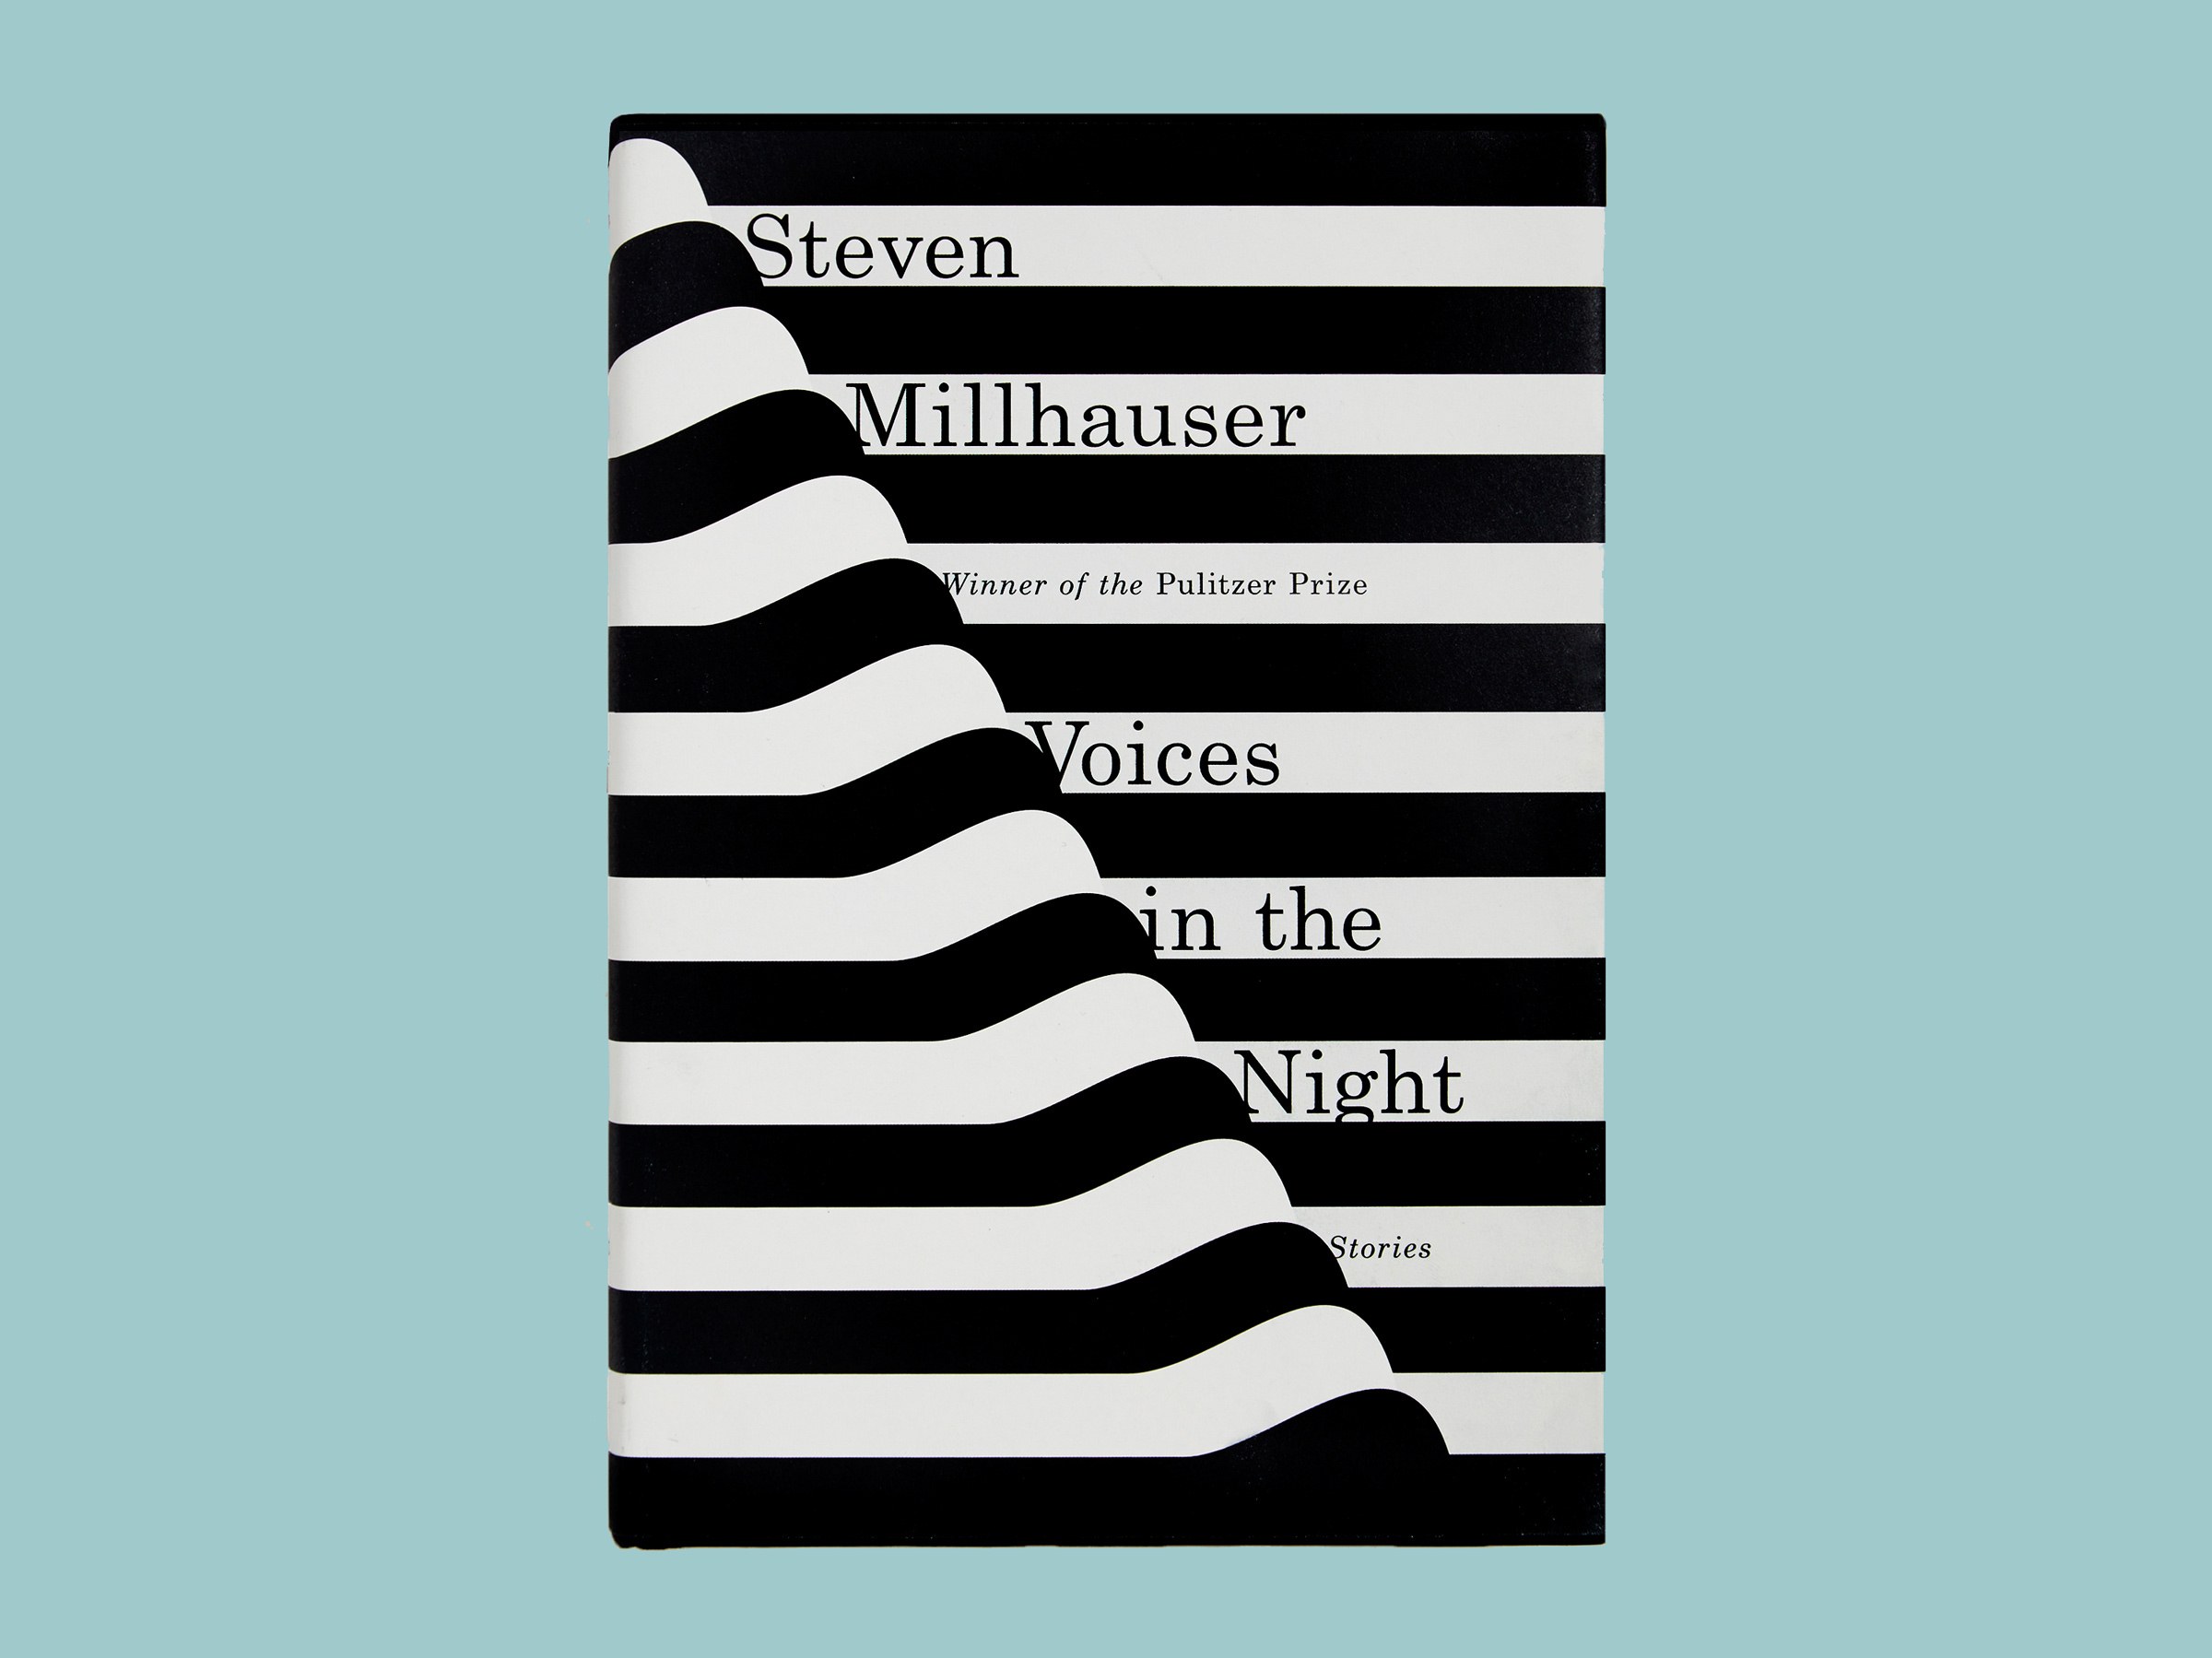 Steven
Millhauser
Winner of the Pulitzer Prize
Voices
in the
Night
Stories